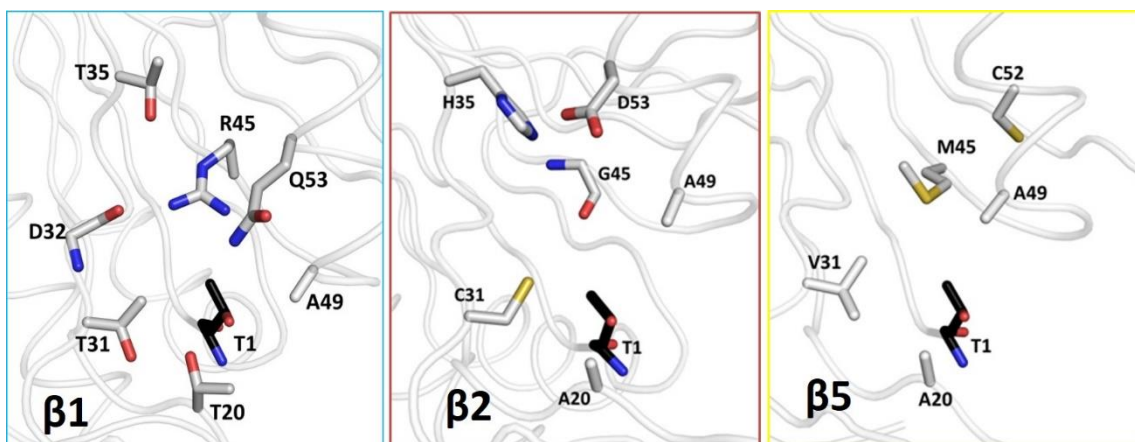 T35
R45
Q53
D32
A49
T31
T1
T20
β1
H35
D53
G45
A49
C31
T1
A20
β2
C52
M45
A49
V31
T1
A20
β5